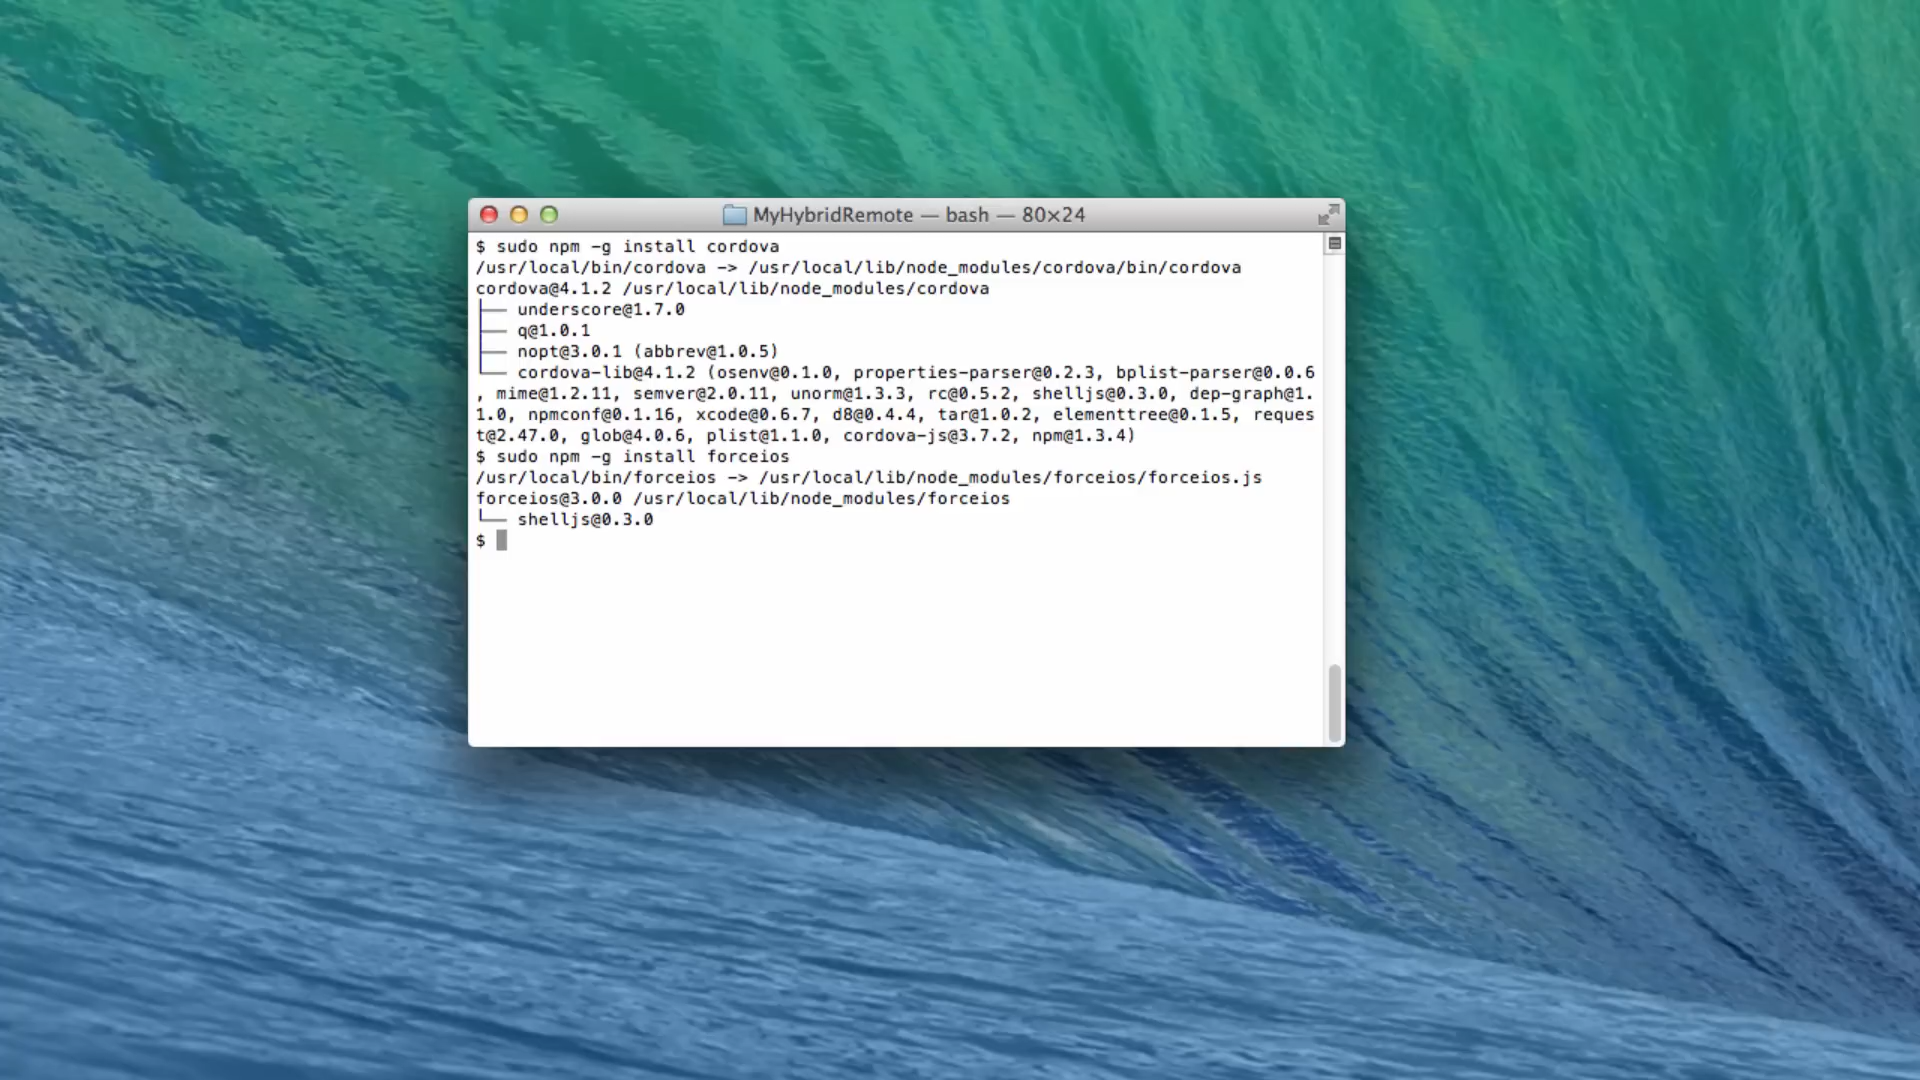 MyHybridRemote — bash — 80×24
$ sudo npm -g install cordova
/usr/local/bin/cordova -> /usr/local/lib/node_modules/cordova/bin/cordova
cordova@4.1.2 /usr/local/lib/node_modules/cordova
├── underscore@1.7.0
├── q@1.0.1
├── nopt@3.0.1 (abbrev@1.0.5)
└── cordova-lib@4.1.2 (osenv@0.1.0, properties-parser@0.2.3, bplist-parser@0.0.6
, mime@1.2.11, semver@2.0.11, unorm@1.3.3, rc@0.5.2, shelljs@0.3.0, dep-graph@1.
1.0, npmconf@0.1.16, xcode@0.6.7, d8@0.4.4, tar@1.0.2, elementtree@0.1.5, reques
t@2.47.0, glob@4.0.6, plist@1.1.0, cordova-js@3.7.2, npm@1.3.4)
$ sudo npm -g install forceios
/usr/local/bin/forceios -> /usr/local/lib/node_modules/forceios/forceios.js
forceios@3.0.0 /usr/local/lib/node_modules/forceios
└── shelljs@0.3.0
$